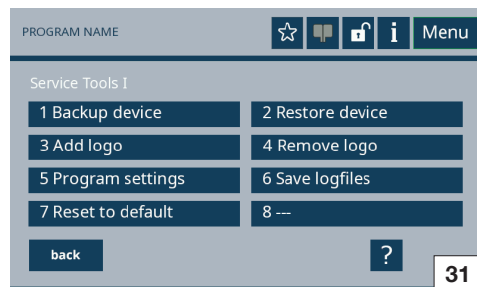 PROGRAM NAME i Menu
Service Tools I
1 Backup device 2 Restore device
3 Add logo 4 Remove logo
5 Program settings 6 Save logfiles
7 Reset to default 8 ---
back ?
31